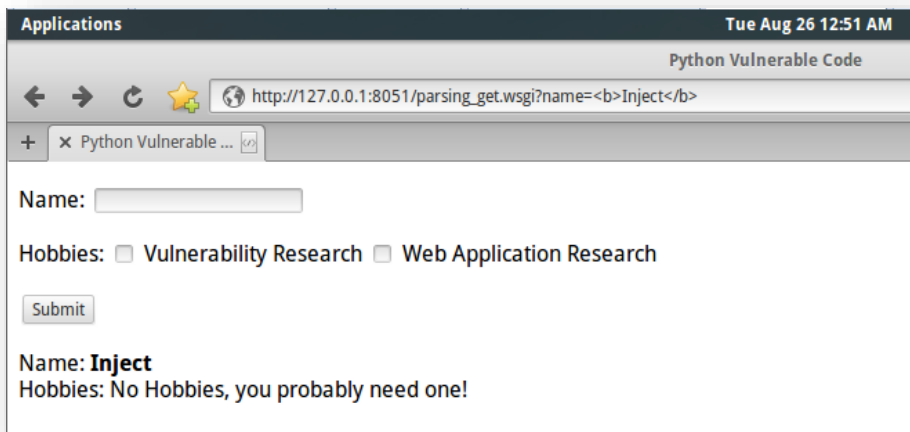 Applications Tue Aug 26 12:51 AM
Python Vulnerable Code
http://127.0.0.1:8051/parsing_get.wsgi?name=<b>Inject</b>
+ × Python Vulnerable ... </>
Name:
Hobbies: Vulnerability Research Web Application Research
Submit
Name: Inject
Hobbies: No Hobbies, you probably need one!